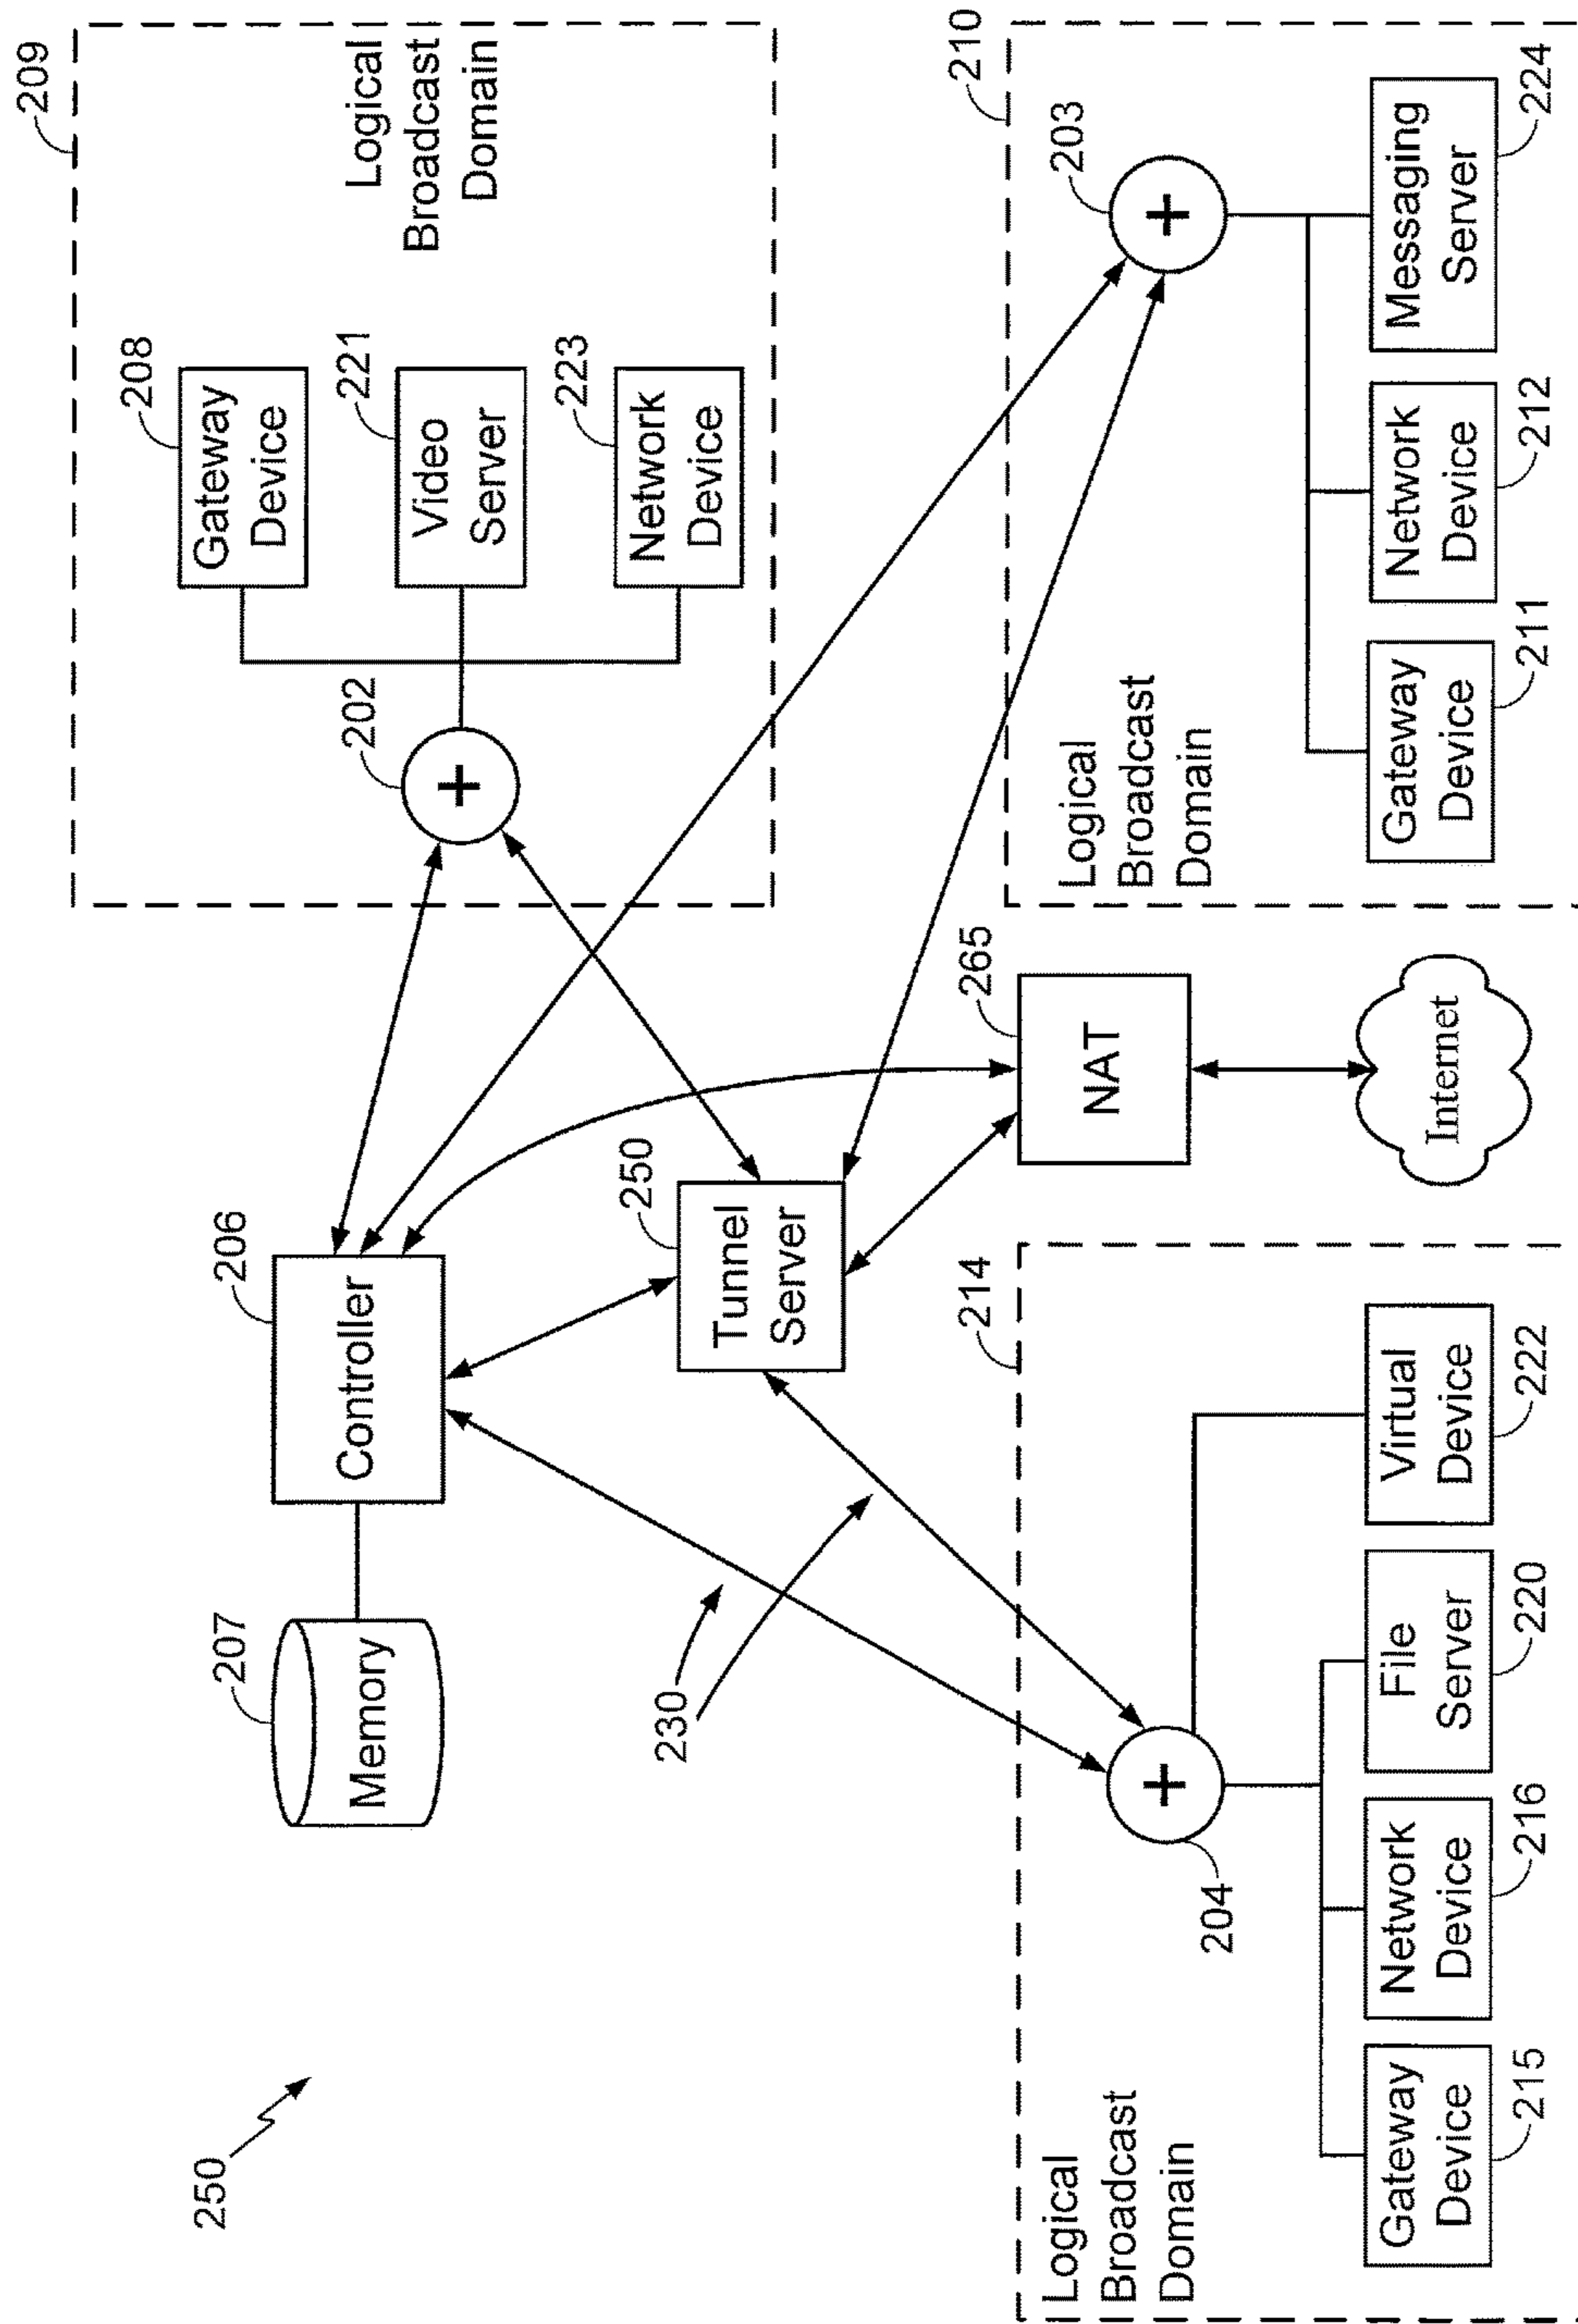 250
207
Memory
206
Controller
209
208
Gateway
Device
221
Video
Server
223
Network
Device
Logical
Broadcast
Domain
202
+
230
250
Tunnel
Server
265
NAT
Internet
214
Logical
Broadcast
Domain
204
+
Gateway
Device
215
Network
Device
216
File
Server
220
Virtual
Device
222
210
Logical
Broadcast
Domain
203
+
Gateway
Device
211
Network
Device
212
Messaging
Server
224